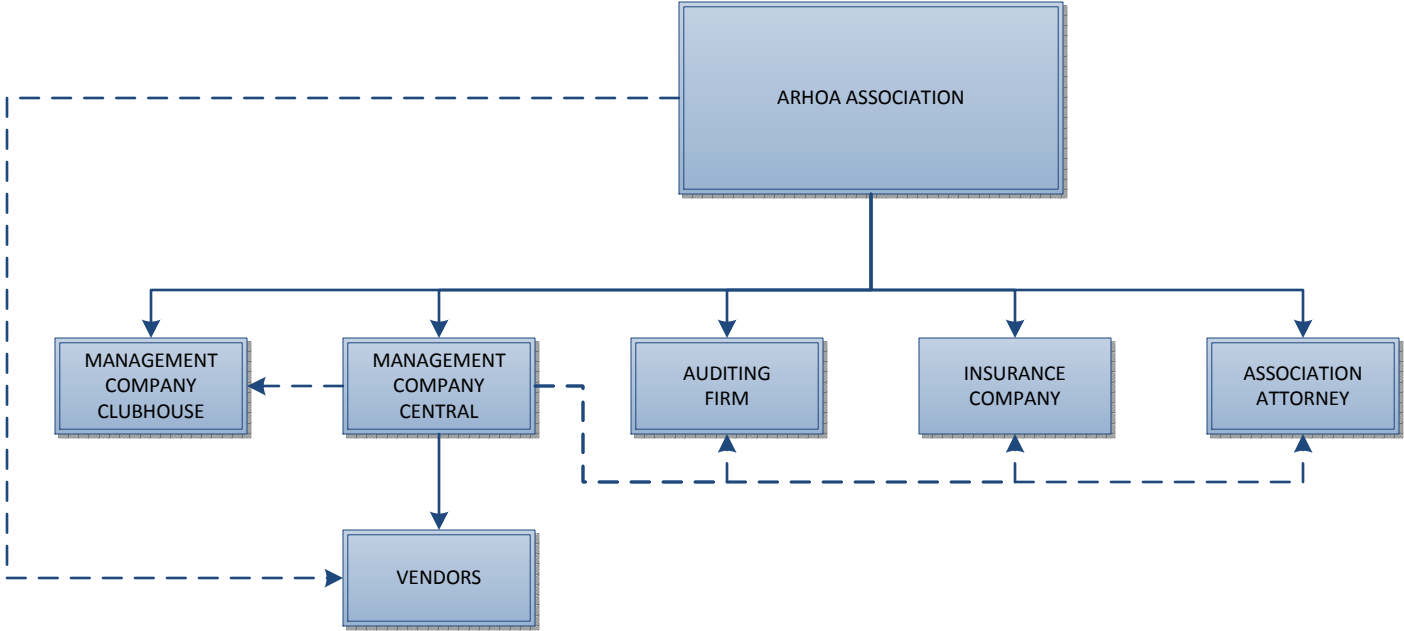 ARHOA ASSOCIATION
MANAGEMENT
COMPANY
CLUBHOUSE
MANAGEMENT
COMPANY
CENTRAL
AUDITING
FIRM
INSURANCE
COMPANY
ASSOCIATION
ATTORNEY
VENDORS